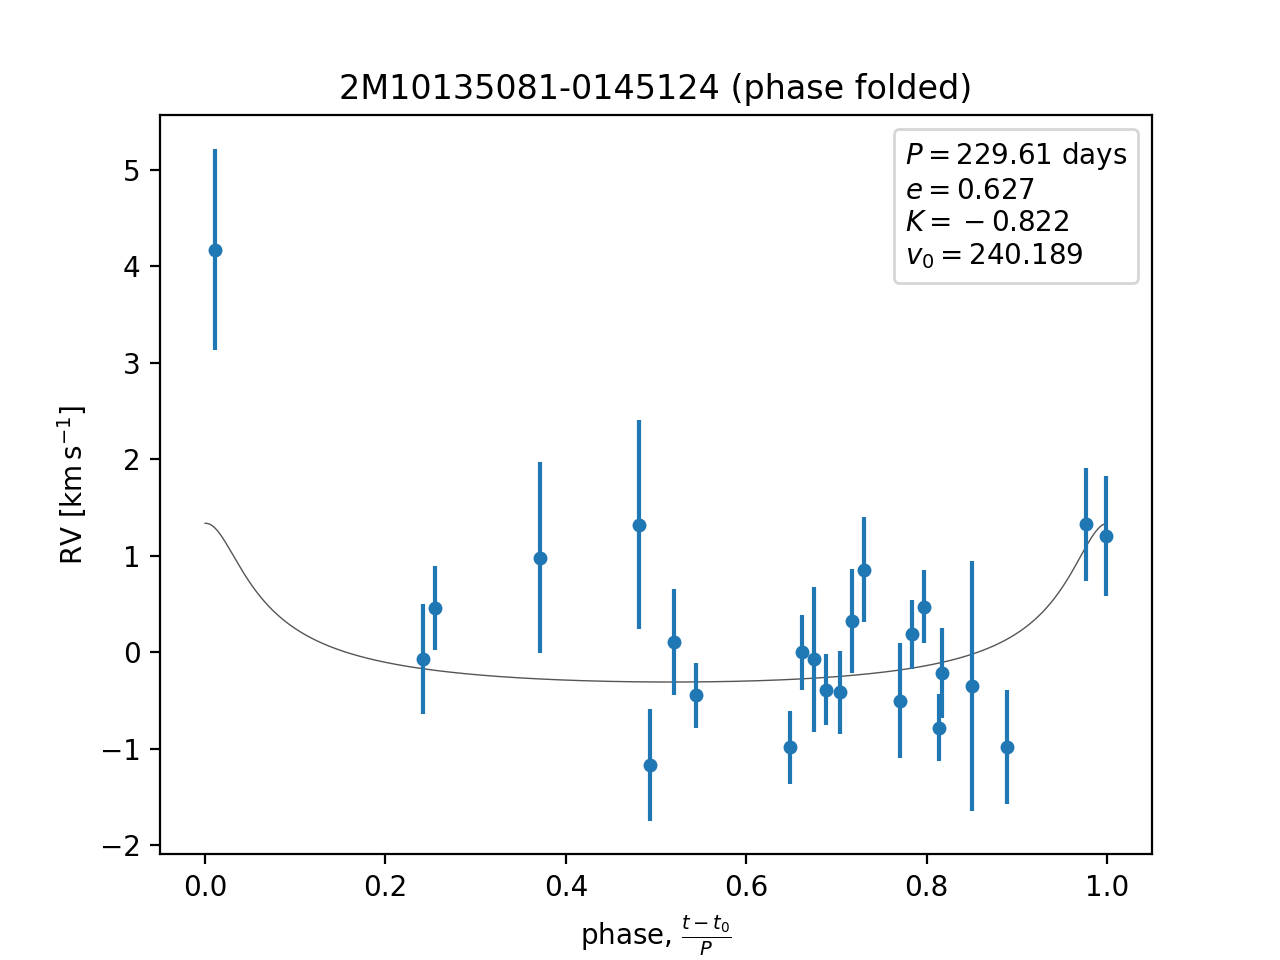 2M10135081-0145124 (phase folded)
P = 229.61 days
e = 0.627
K = −0.822
v₀ = 240.189
5
4
3
2
1
0
−1
−2
RV [km s⁻¹]
0.0 0.2 0.4 0.6 0.8 1.0
phase, (t − t₀)/P